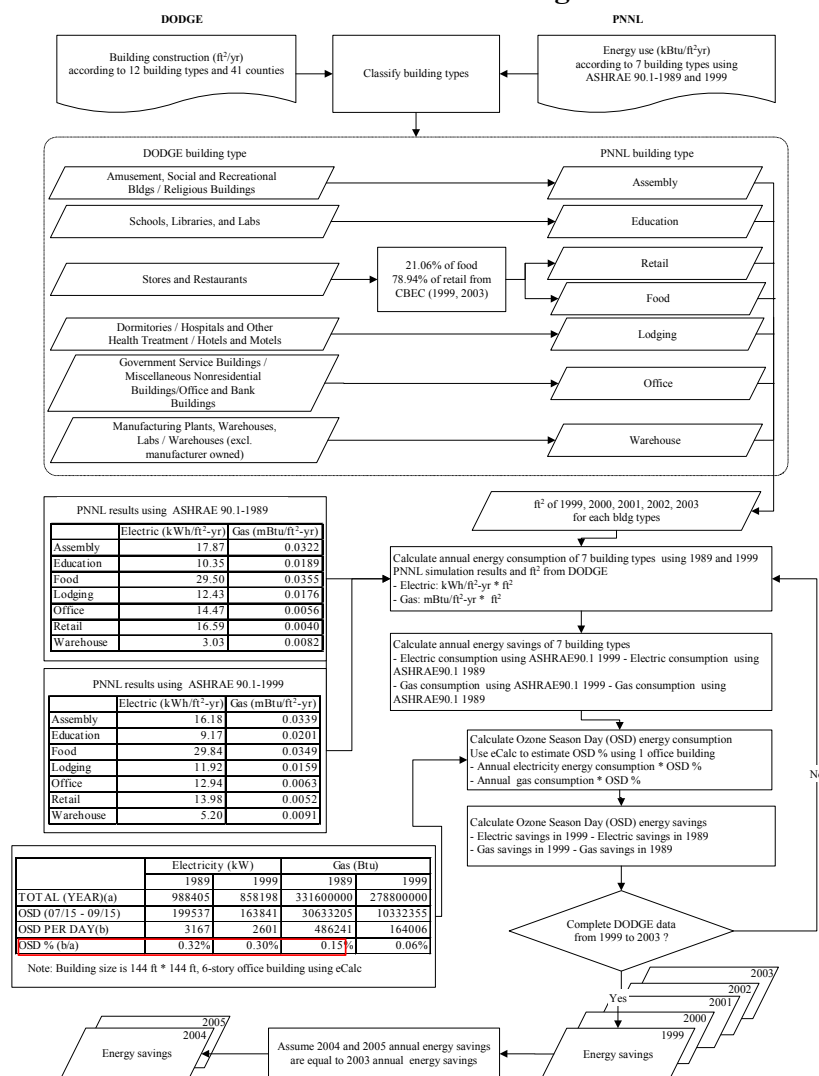 DODGE
PNNL
Building construction (ft²/yr)
according to 12 building types and 41 counties
Classify building types
Energy use (kBtu/ft²yr)
according to 7 building types using
ASHRAE 90.1-1989 and 1999
DODGE building type
PNNL building type
Amusement, Social and Recreational
Bldgs / Religious Buildings
Assembly
Schools, Libraries, and Labs
Education
Stores and Restaurants
21.06% of food
78.94% of retail from
CBEC (1999, 2003)
Retail
Food
Dormitories / Hospitals and Other
Health Treatment / Hotels and Motels
Lodging
Government Service Buildings /
Miscellaneous Nonresidential
Buildings/Office and Bank
Buildings
Office
Manufacturing Plants, Warehouses,
Labs / Warehouses (excl.
manufacturer owned)
Warehouse
ft² of 1999, 2000, 2001, 2002, 2003
for each bldg types
PNNL results using ASHRAE 90.1-1989
Electric (kWh/ft²-yr) Gas (mBtu/ft²-yr)
Assembly 17.87 0.0322
Education 10.35 0.0189
Food 29.50 0.0355
Lodging 12.43 0.0176
Office 14.47 0.0056
Retail 16.59 0.0040
Warehouse 3.03 0.0082
Calculate annual energy consumption of 7 building types using 1989 and 1999
PNNL simulation results and ft² from DODGE
- Electric: kWh/ft²-yr * ft²
- Gas: mBtu/ft²-yr * ft²
Calculate annual energy savings of 7 building types
- Electric consumption using ASHRAE90.1 1999 - Electric consumption using
ASHRAE90.1 1989
- Gas consumption using ASHRAE90.1 1999 - Gas consumption using
ASHRAE90.1 1989
PNNL results using ASHRAE 90.1-1999
Electric (kWh/ft²-yr) Gas (mBtu/ft²-yr)
Assembly 16.18 0.0339
Education 9.17 0.0201
Food 29.84 0.0349
Lodging 11.92 0.0159
Office 12.94 0.0063
Retail 13.98 0.0052
Warehouse 5.20 0.0091
Calculate Ozone Season Day (OSD) energy consumption
Use eCalc to estimate OSD % using 1 office building
- Annual electricity energy consumption * OSD %
- Annual gas consumption * OSD %
Calculate Ozone Season Day (OSD) energy savings
- Electric savings in 1999 - Electric savings in 1989
- Gas savings in 1999 - Gas savings in 1989
Electricity (kW) Gas (Btu)
1989 1999 1989 1999
TOTAL (YEAR)(a) 988405 858198 331600000 278800000
OSD (07/15 - 09/15) 199537 163841 30633205 10332355
OSD PER DAY(b) 3167 2601 486241 164006
OSD % (b/a) 0.32% 0.30% 0.15% 0.06%
Note: Building size is 144 ft * 144 ft, 6-story office building using eCalc
Complete DODGE data
from 1999 to 2003 ?
Yes
2003
2002
2001
2000
1999
Energy savings
Assume 2004 and 2005 annual energy savings
are equal to 2003 annual energy savings
2005
2004
Energy savings